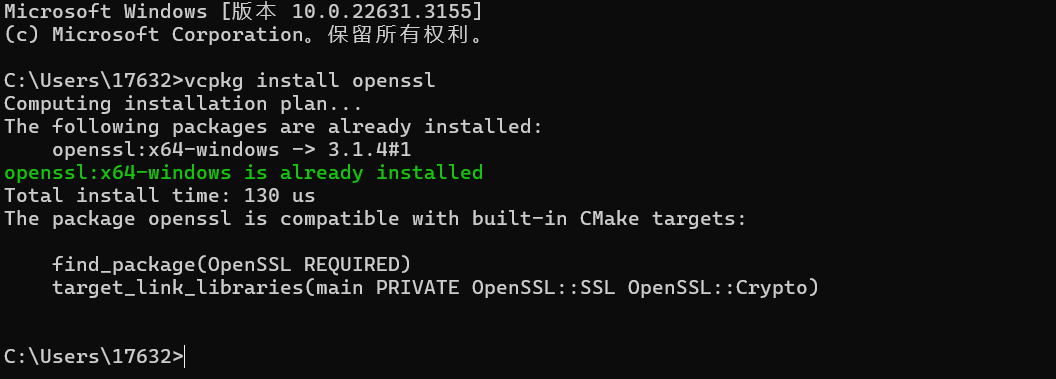 Microsoft Windows [版本 10.0.22631.3155]
(c) Microsoft Corporation。保留所有权利。
C:\Users\17632>vcpkg install openssl
Computing installation plan...
The following packages are already installed:
    openssl:x64-windows -> 3.1.4#1
openssl:x64-windows is already installed
Total install time: 130 us
The package openssl is compatible with built-in CMake targets:
    find_package(OpenSSL REQUIRED)
    target_link_libraries(main PRIVATE OpenSSL::SSL OpenSSL::Crypto)
C:\Users\17632>